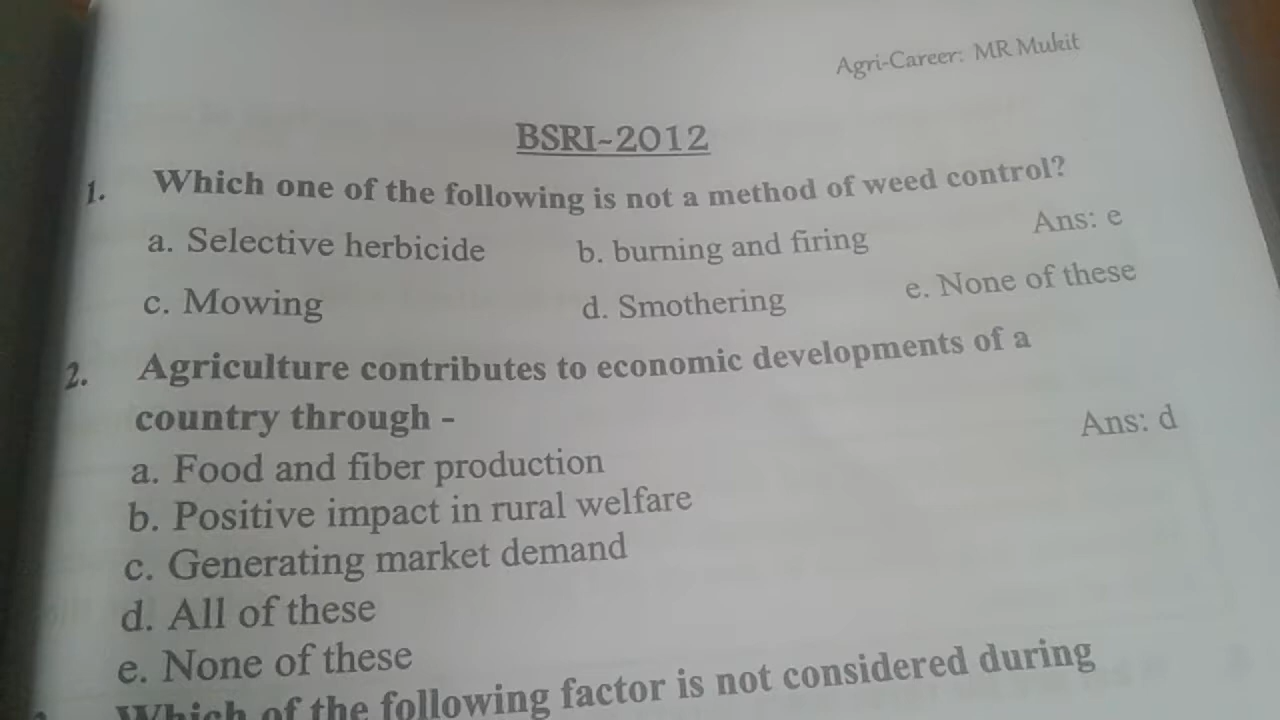 Agri-Career: MR Mukit
BSRI-2012
1. Which one of the following is not a method of weed control?
Ans: e
a. Selective herbicide b. burning and firing
c. Mowing d. Smothering e. None of these
2. Agriculture contributes to economic developments of a
country through -
Ans: d
a. Food and fiber production
b. Positive impact in rural welfare
c. Generating market demand
d. All of these
e. None of these
Which of the following factor is not considered during